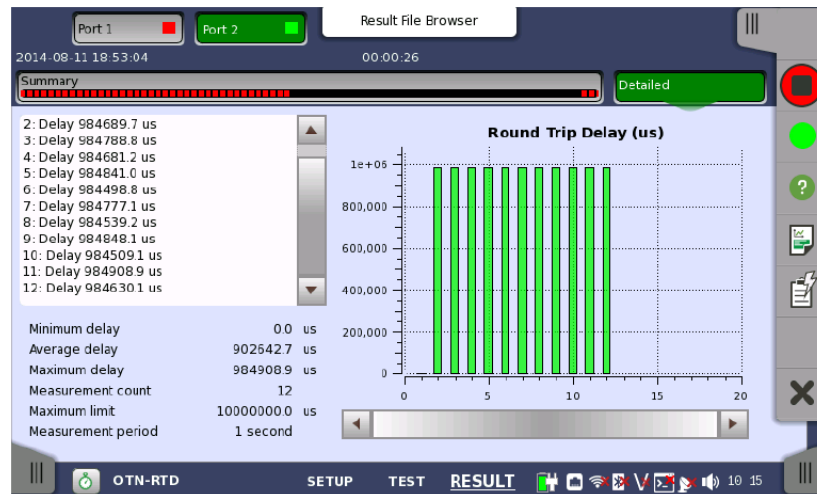 Port 1
Port 2
Result File Browser
2014-08-11 18:53:04
00:00:26
Summary
Detailed
2: Delay 984689.7 us
3: Delay 984788.8 us
4: Delay 984681.2 us
5: Delay 984841.0 us
6: Delay 984498.8 us
7: Delay 984777.1 us
8: Delay 984539.2 us
9: Delay 984848.1 us
10: Delay 984509.1 us
11: Delay 984908.9 us
12: Delay 984630.1 us
Round Trip Delay (us)
1e+06
800,000
600,000
400,000
200,000
0
0 5 10 15 20
Minimum delay 0.0 us
Average delay 902642.7 us
Maximum delay 984908.9 us
Measurement count 12
Maximum limit 10000000.0 us
Measurement period 1 second
OTN-RTD
SETUP TEST RESULT
10 15